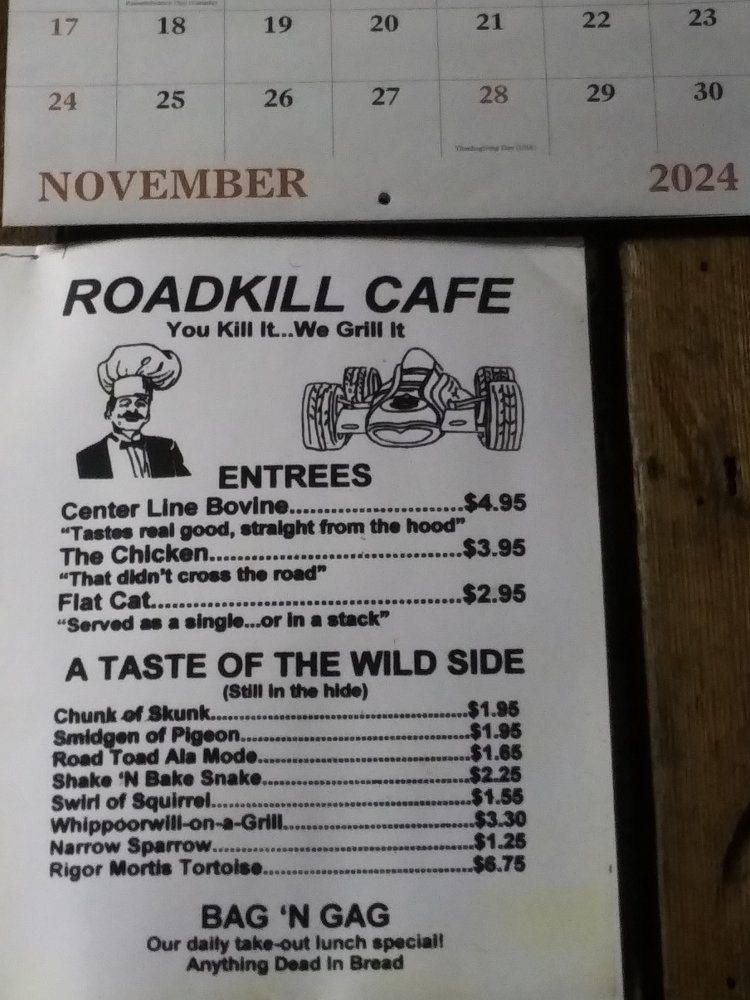 Remembrance Day (Canada)
17 18 19 20 21 22 23
24 25 26 27 28 29 30
Thanksgiving Day (USA)
NOVEMBER 2024
ROADKILL CAFE
You Kill It...We Grill It
ENTREES
Center Line Bovine..........................$4.95
“Tastes real good, straight from the hood”
The Chicken......................................$3.95
“That didn't cross the road”
Flat Cat...............................................$2.95
“Served as a single...or in a stack”
A TASTE OF THE WILD SIDE
(Still in the hide)
Chunk of Skunk.............................................$1.95
Smidgen of Pigeon........................................$1.95
Road Toad Ala Mode.....................................$1.65
Shake ‘N Bake Snake....................................$2.25
Swirl of Squirrel.............................................$1.55
Whippoorwill-on-a-Grill.................................$3.30
Narrow Sparrow.............................................$1.25
Rigor Mortis Tortoise.....................................$6.75
BAG ‘N GAG
Our daily take-out lunch special!
Anything Dead In Bread